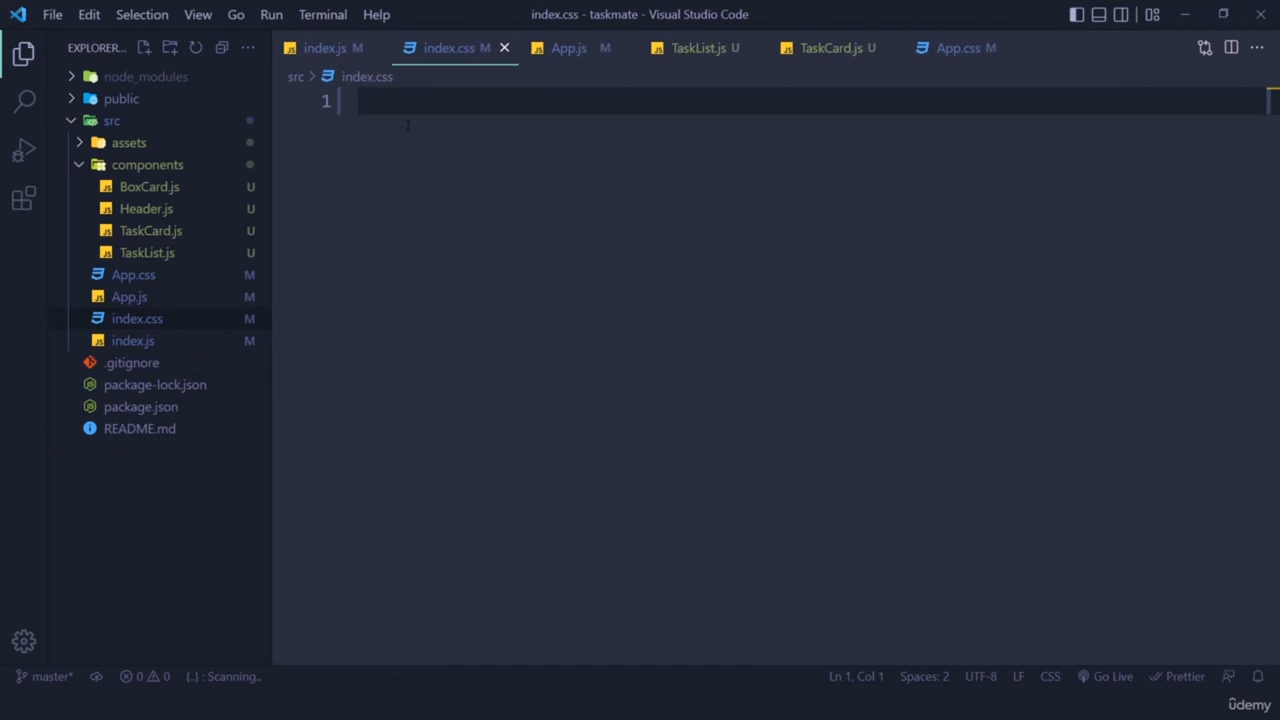 File Edit Selection View Go Run Terminal Help index.css - taskmate - Visual Studio Code
EXPLORER...
index.js M index.css M App.js M TaskList.js U TaskCard.js U App.css M
src > index.css
1
node_modules
public
src
assets
components
BoxCard.js U
Header.js U
TaskCard.js U
TaskList.js U
App.css M
App.js M
index.css M
index.js M
.gitignore
package-lock.json
package.json
README.md
master* 0 0 {..} : Scanning.. Ln 1, Col 1 Spaces: 2 UTF-8 LF CSS Go Live Prettier
ûdemy